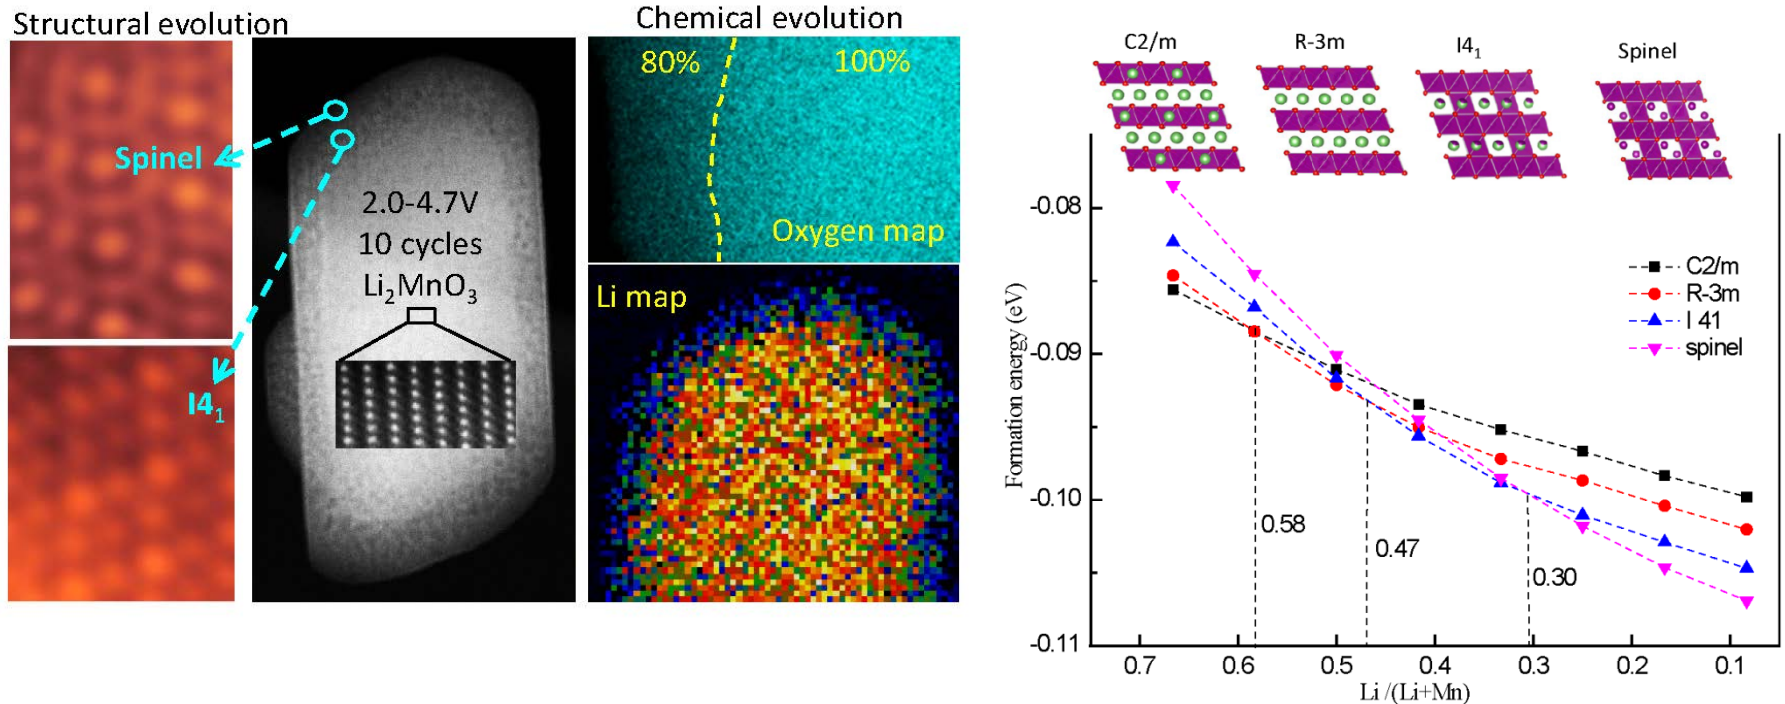 Structural evolution
Spinel
I4₁
2.0-4.7V
10 cycles
Li₂MnO₃
Chemical evolution
80%
100%
Oxygen map
Li map
C2/m
R-3m
I4₁
Spinel
C2/m
R-3m
I 41
spinel
Formation energy (eV)
-0.08
-0.09
-0.10
-0.11
0.58
0.47
0.30
0.7
0.6
0.5
0.4
0.3
0.2
0.1
Li /(Li+Mn)